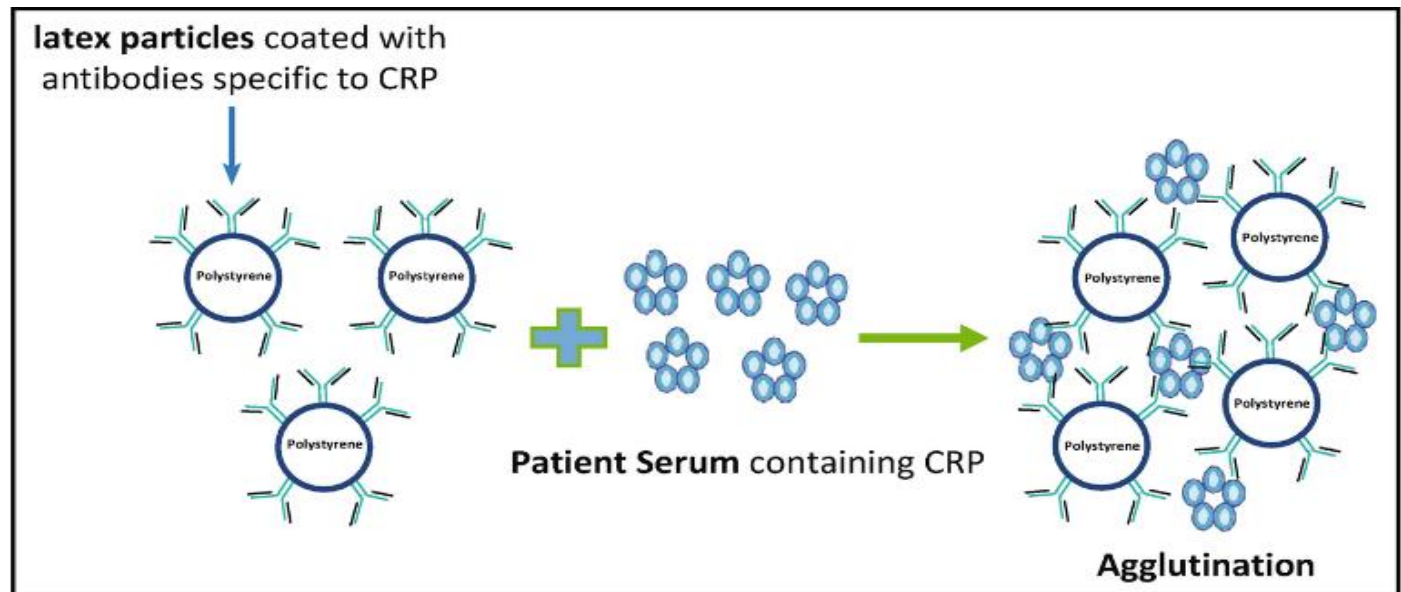 latex particles coated with
antibodies specific to CRP
Polystyrene
Polystyrene
Polystyrene
Patient Serum containing CRP
Polystyrene
Polystyrene
Polystyrene
Polystyrene
Agglutination